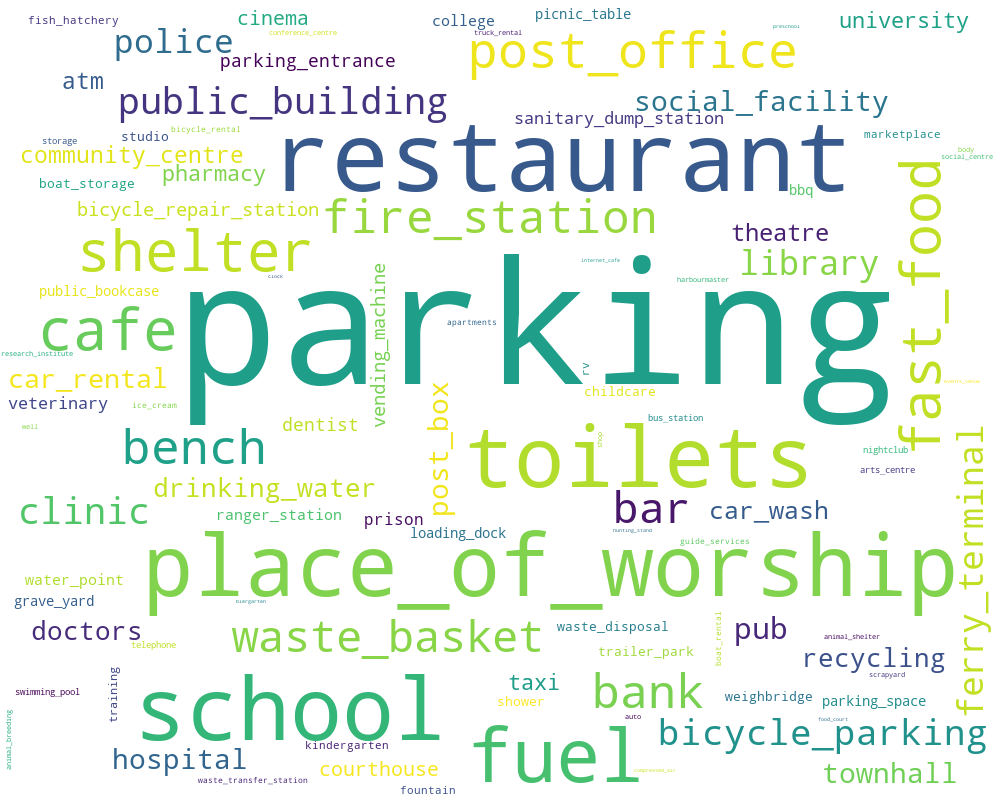 fish_hatchery
cinema
college
picnic_table
university
conference_centre
truck_rental
preschool
police
post_office
parking_entrance
atm
public_building
social_facility
sanitary_dump_station
storage
studio
bicycle_rental
restaurant
marketplace
community_centre
body
social_centre
pharmacy
boat_storage
bbq
bicycle_repair_station
fire_station
fast_food
theatre
shelter
library
internet_cafe
clock
harbourmaster
public_bookcase
parking
cafe
vending_machine
apartments
research_institute
car_rental
rv
events_venue
childcare
veterinary
ice_cream
post_box
bus_station
well
dentist
bench
toilets
shop
nightclub
arts_centre
drinking_water
clinic
ranger_station
prison
bar
car_wash
ferry_terminal
loading_dock
hunting_stand
guide_services
place_of_worship
water_point
grave_yard
biergarten
doctors
waste_basket
waste_disposal
pub
animal_shelter
telephone
trailer_park
boat_rental
recycling
scrapyard
school
taxi
bank
swimming_pool
training
shower
weighbridge
parking_space
animal_breeding
auto
food_court
fuel
bicycle_parking
hospital
kindergarten
courthouse
compressed_air
townhall
waste_transfer_station
fountain